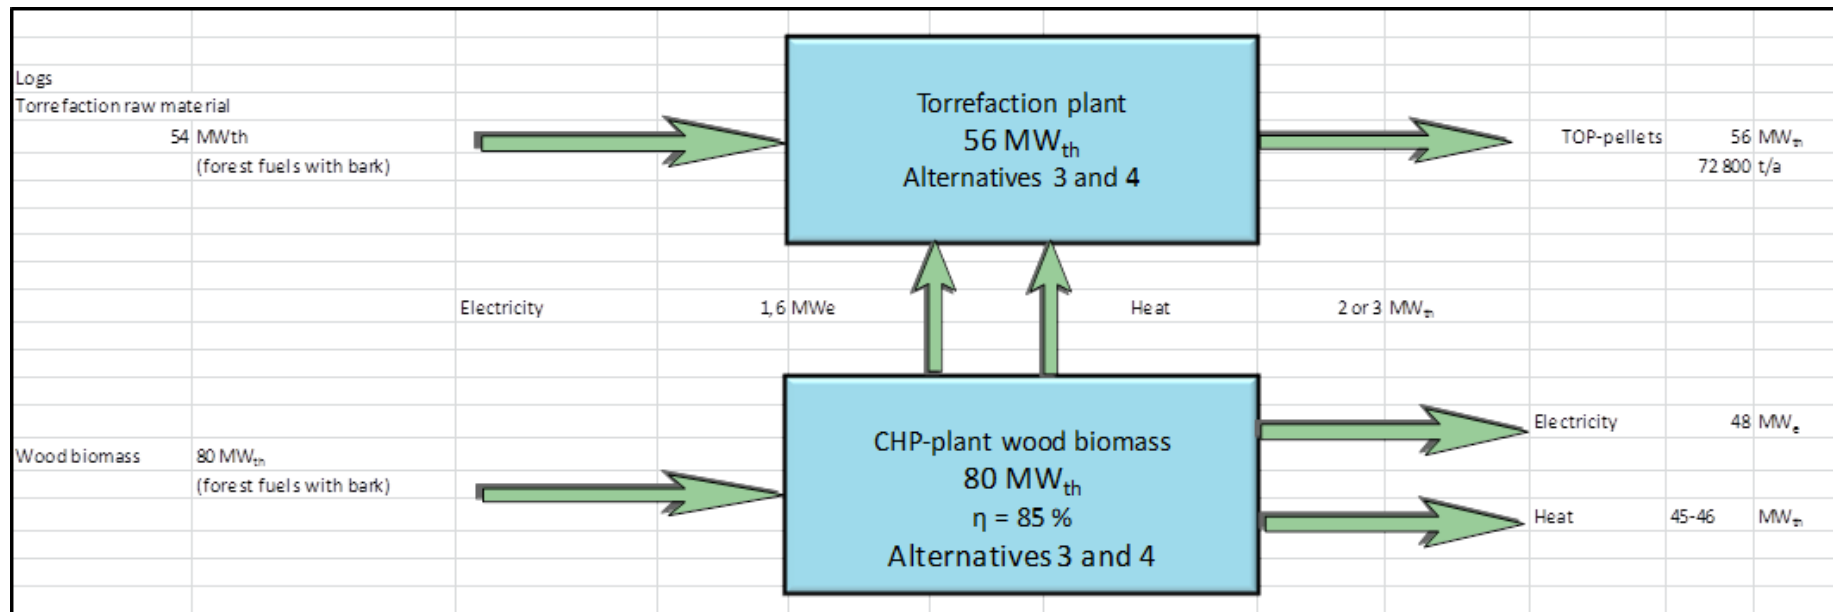 Logs
Torrefaction raw material
54 MWth
(forest fuels with bark)
Torrefaction plant
56 MWth
Alternatives 3 and 4
TOP-pellets 56 MWth
72 800 t/a
Electricity 1,6 MWe Heat 2 or 3 MWth
Wood biomass 80 MWth
(forest fuels with bark)
CHP-plant wood biomass
80 MWth
η = 85 %
Alternatives 3 and 4
Electricity 48 MWe
Heat 45-46 MWth